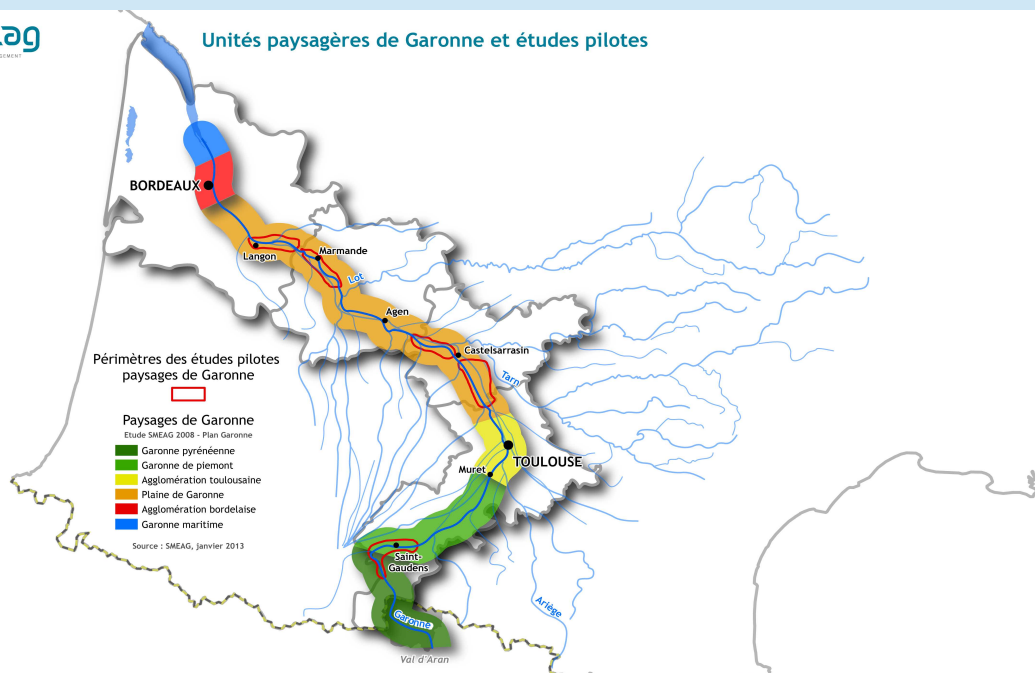 Unités paysagères de Garonne et études pilotes
BORDEAUX
Langon
Marmande
Lot
Agen
Castelsarrasin
Tarn
TOULOUSE
Muret
Saint-
Gaudens
Garonne
Ariège
Val d'Aran
Périmètres des études pilotes
paysages de Garonne
Paysages de Garonne
Etude SMEAG 2008 - Plan Garonne
Garonne pyrénéenne
Garonne de piemont
Agglomération toulousaine
Plaine de Garonne
Agglomération bordelaise
Garonne maritime
Source : SMEAG, janvier 2013